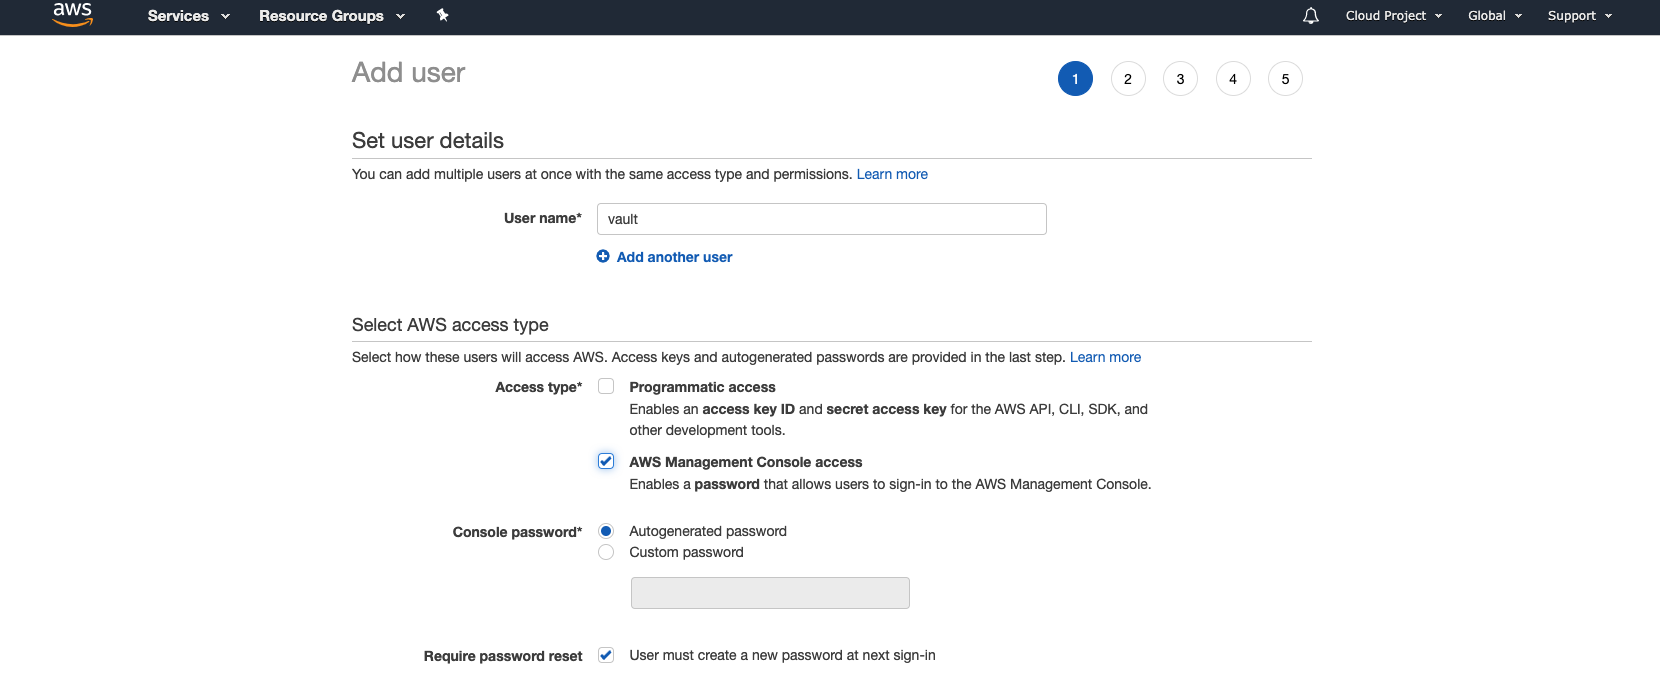 aws Services Resource Groups Cloud Project Global Support
Add user 1 2 3 4 5
Set user details
You can add multiple users at once with the same access type and permissions. Learn more
User name* vault
Add another user
Select AWS access type
Select how these users will access AWS. Access keys and autogenerated passwords are provided in the last step. Learn more
Access type* Programmatic access
Enables an access key ID and secret access key for the AWS API, CLI, SDK, and
other development tools.
AWS Management Console access
Enables a password that allows users to sign-in to the AWS Management Console.
Console password* Autogenerated password
Custom password
Require password reset User must create a new password at next sign-in